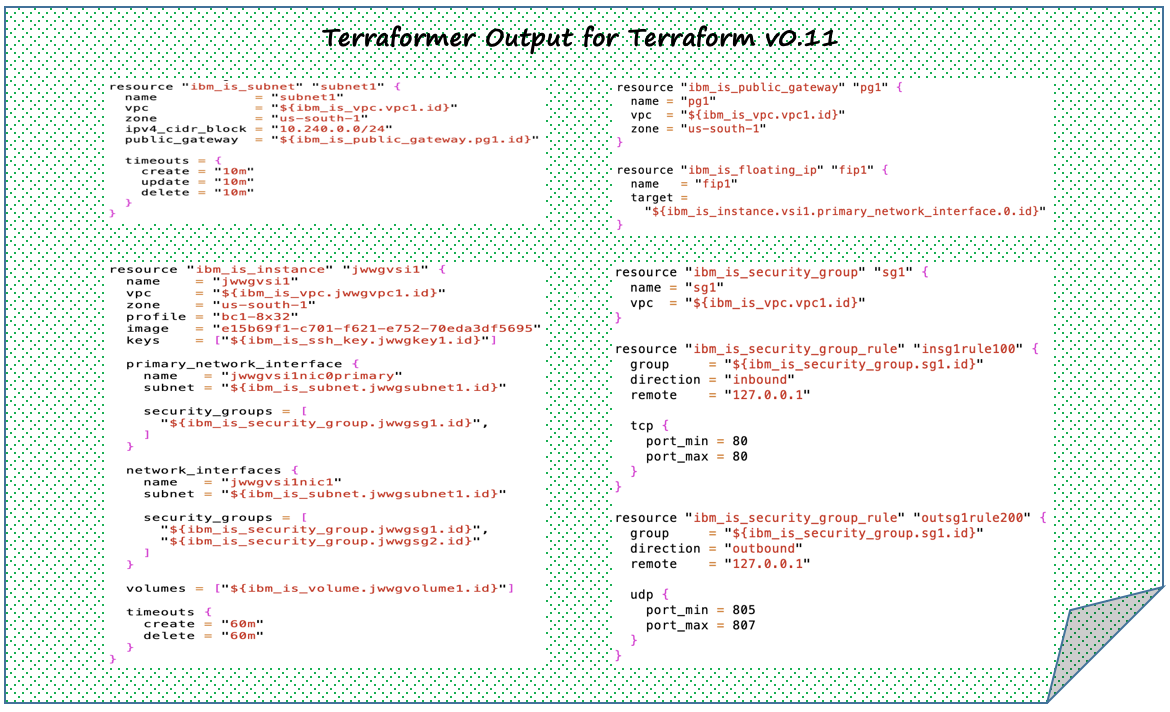 Terraformer Output for Terraform v0.11
resource "ibm_is_subnet" "subnet1" {
  name            = "subnet1"
  vpc             = "${ibm_is_vpc.vpc1.id}"
  zone            = "us-south-1"
  ipv4_cidr_block = "10.240.0.0/24"
  public_gateway  = "${ibm_is_public_gateway.pg1.id}"

  timeouts = {
    create = "10m"
    update = "10m"
    delete = "10m"
  }
}
resource "ibm_is_public_gateway" "pg1" {
  name = "pg1"
  vpc  = "${ibm_is_vpc.vpc1.id}"
  zone = "us-south-1"
}

resource "ibm_is_floating_ip" "fip1" {
  name   = "fip1"
  target =
    "${ibm_is_instance.vsi1.primary_network_interface.0.id}"
}
resource "ibm_is_instance" "jwwgvsi1" {
  name    = "jwwgvsi1"
  vpc     = "${ibm_is_vpc.jwwgvpc1.id}"
  zone    = "us-south-1"
  profile = "bc1-8x32"
  image   = "e15b69f1-c701-f621-e752-70eda3df5695"
  keys    = ["${ibm_is_ssh_key.jwwgkey1.id}"]

  primary_network_interface {
    name   = "jwwgvsi1nic0primary"
    subnet = "${ibm_is_subnet.jwwgsubnet1.id}"

    security_groups = [
      "${ibm_is_security_group.jwwgsg1.id}",
    ]
  }

  network_interfaces {
    name   = "jwwgvsi1nic1"
    subnet = "${ibm_is_subnet.jwwgsubnet1.id}"

    security_groups = [
      "${ibm_is_security_group.jwwgsg1.id}",
      "${ibm_is_security_group.jwwgsg2.id}"
    ]
  }

  volumes = ["${ibm_is_volume.jwwgvolume1.id}"]

  timeouts {
    create = "60m"
    delete = "60m"
  }
}
resource "ibm_is_security_group" "sg1" {
  name = "sg1"
  vpc  = "${ibm_is_vpc.vpc1.id}"
}

resource "ibm_is_security_group_rule" "insg1rule100" {
  group     = "${ibm_is_security_group.sg1.id}"
  direction = "inbound"
  remote    = "127.0.0.1"

  tcp {
    port_min = 80
    port_max = 80
  }
}

resource "ibm_is_security_group_rule" "outsg1rule200" {
  group     = "${ibm_is_security_group.sg1.id}"
  direction = "outbound"
  remote    = "127.0.0.1"

  udp {
    port_min = 805
    port_max = 807
  }
}